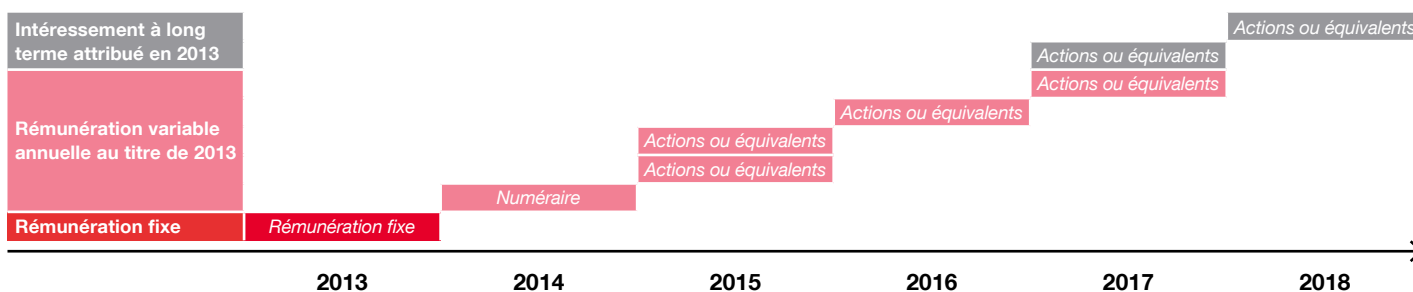 Intéressement à long
terme attribué en 2013
Actions ou équivalents
Actions ou équivalents
Rémunération variable
annuelle au titre de 2013
Actions ou équivalents
Actions ou équivalents
Actions ou équivalents
Actions ou équivalents
Numéraire
Rémunération fixe
Rémunération fixe
2013
2014
2015
2016
2017
2018